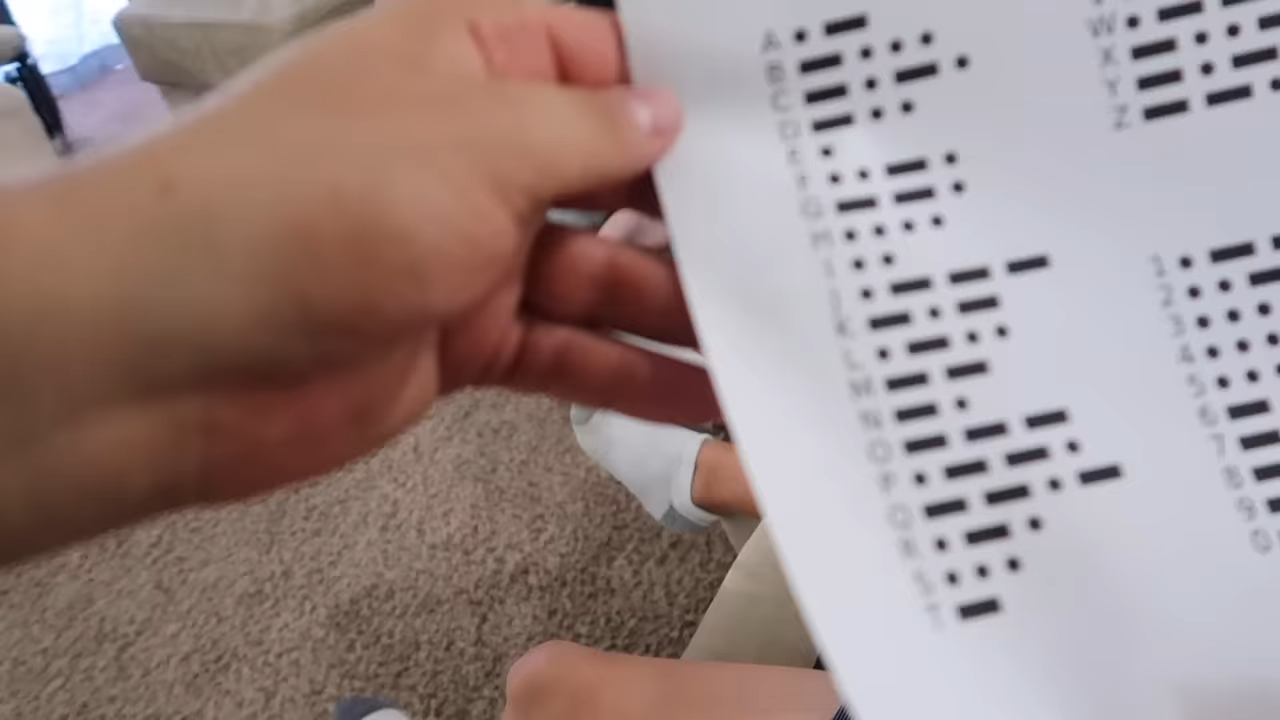 A • –
B – • • •
C – • – •
D – • •
E •
F • • – •
G – – •
H • • • •
I • •
J • – – –
K – • –
L • – • •
M – –
N – •
O – – –
P • – – •
Q – – • –
R • – •
S • • •
T –
W • – –
X – • • –
Y – • –
Z – – •
1 • –
2 • • –
3 • • •
4 • • •
5 • • •
6 –
7 –
8 –
9 –
0